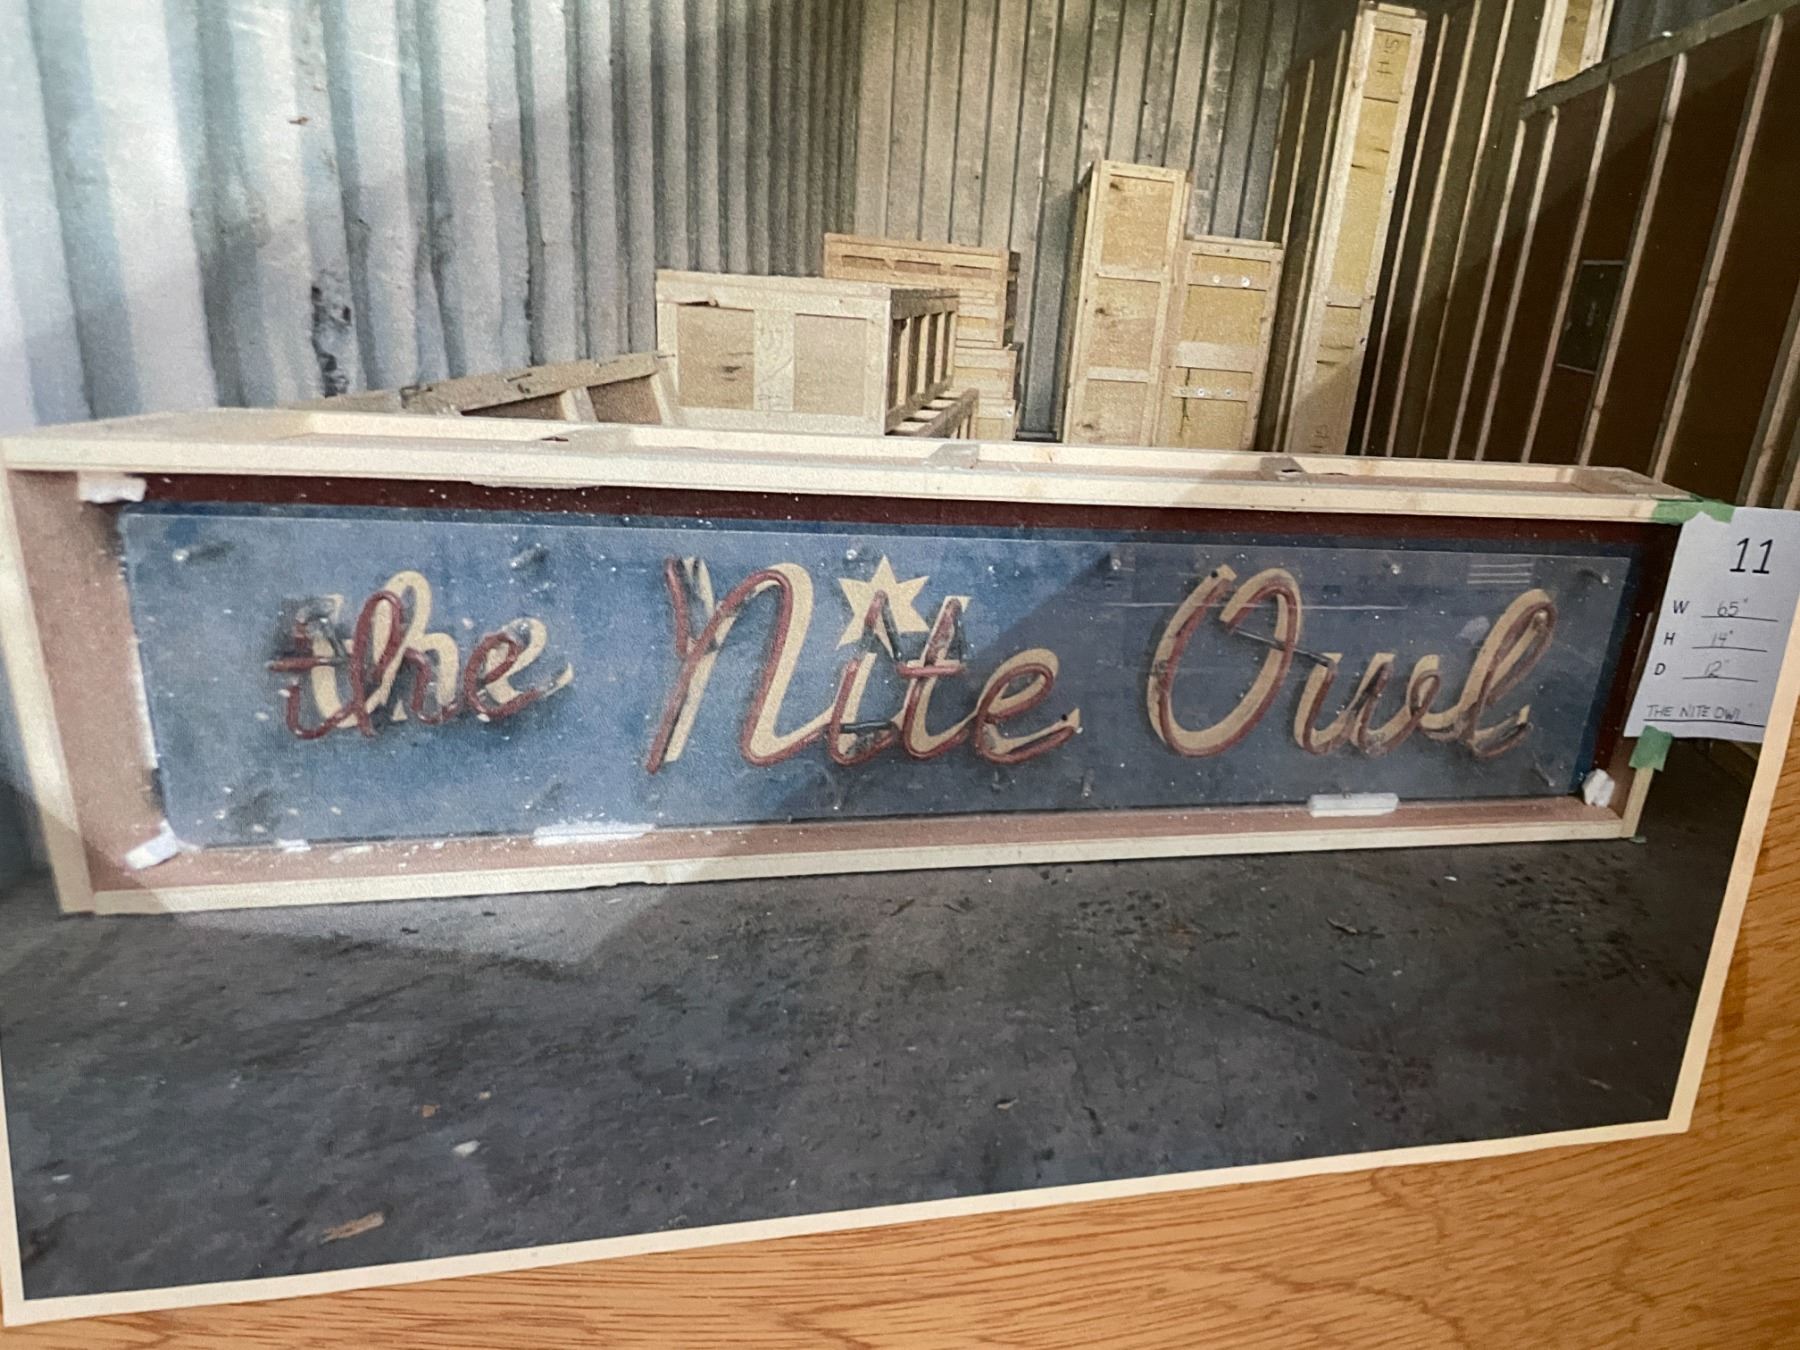 the Nite Owl
11
W 65"
H 14"
D 12"
THE NITE OWL